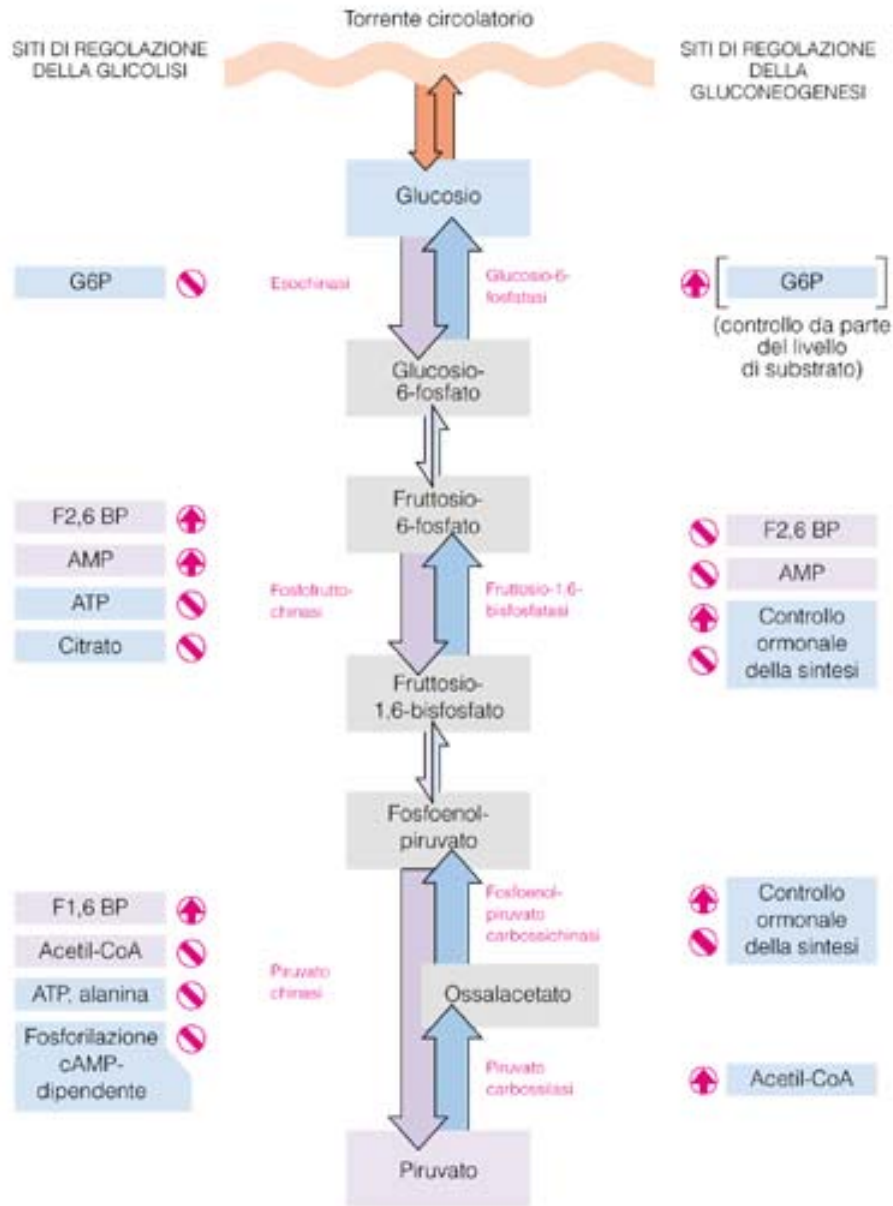 Torrente circolatorio
SITI DI REGOLAZIONE
DELLA GLICOLISI
SITI DI REGOLAZIONE
DELLA
GLUCONEOGENESI
Glucosio
G6P
Esochinasi
Glucosio-6-
fosfatasi
G6P
(controllo da parte
del livello
di substrato)
Glucosio-
6-fosfato
Fruttosio-
6-fosfato
F2,6 BP
AMP
ATP
Citrato
Fosfofrutto-
chinasi
Fruttosio-1,6-
bisfosfatasi
F2,6 BP
AMP
Controllo
ormonale
della sintesi
Fruttosio-
1,6-bisfosfato
Fosfoenol-
piruvato
F1,6 BP
Acetil-CoA
ATP, alanina
Fosforilazione
cAMP-
dipendente
Piruvato
chinasi
Fosfoenol-
piruvato
carbossichinasi
Controllo
ormonale
della sintesi
Ossalacetato
Piruvato
carbossilasi
Acetil-CoA
Piruvato